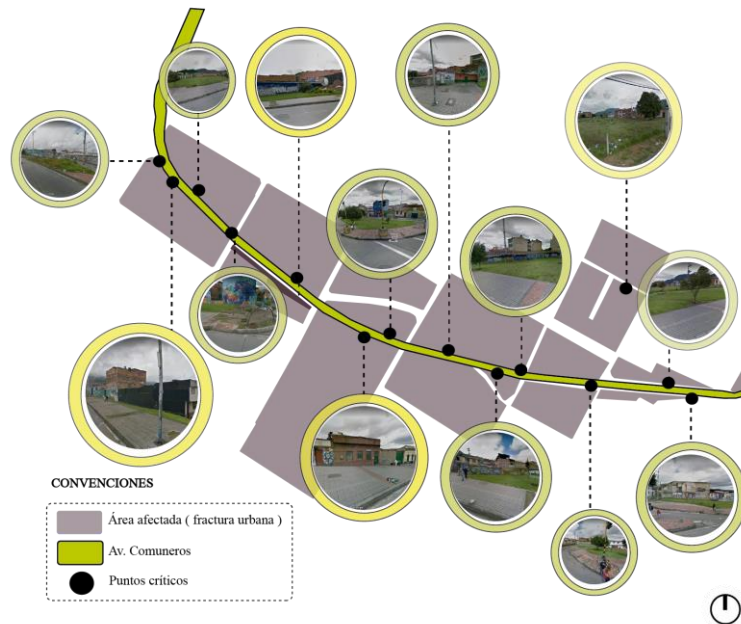 CONVENCIONES
Área afectada ( fractura urbana )
Av. Comuneros
Puntos críticos